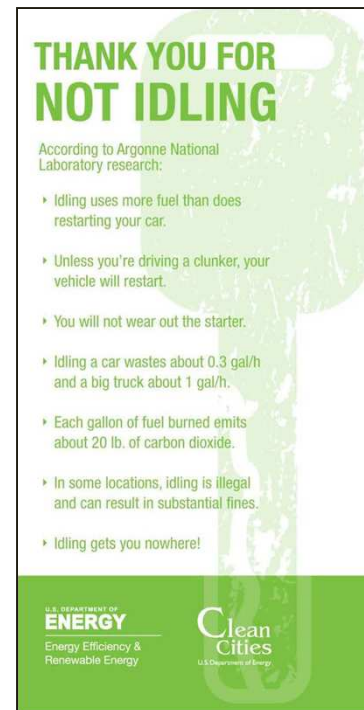 THANK YOU FOR
NOT IDLING
According to Argonne National
Laboratory research:
‣ Idling uses more fuel than does
restarting your car.
‣ Unless you're driving a clunker, your
vehicle will restart.
‣ You will not wear out the starter.
‣ Idling a car wastes about 0.3 gal/h
and a big truck about 1 gal/h.
‣ Each gallon of fuel burned emits
about 20 lb. of carbon dioxide.
‣ In some locations, idling is illegal
and can result in substantial fines.
‣ Idling gets you nowhere!
U.S. DEPARTMENT OF
ENERGY
Energy Efficiency &
Renewable Energy
Clean
Cities
U.S. Department of Energy